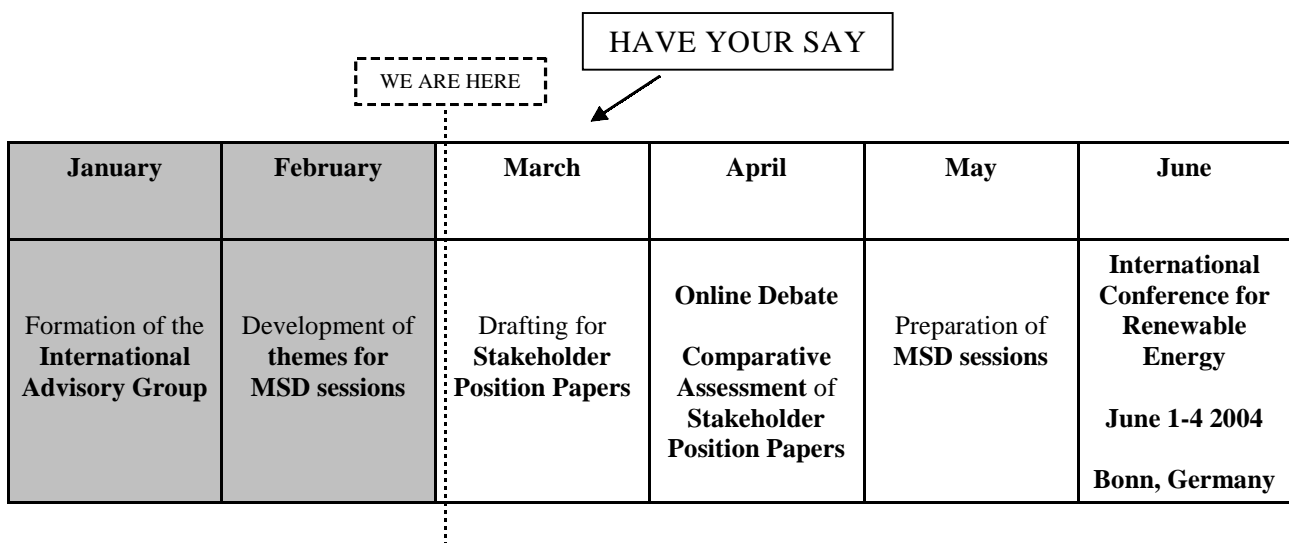 HAVE YOUR SAY
WE ARE HERE
January
February
March
April
May
June
Formation of the
International
Advisory Group
Development of
themes for
MSD sessions
Drafting for
Stakeholder
Position Papers
Online Debate
Comparative
Assessment of
Stakeholder
Position Papers
Preparation of
MSD sessions
International
Conference for
Renewable
Energy
June 1-4 2004
Bonn, Germany